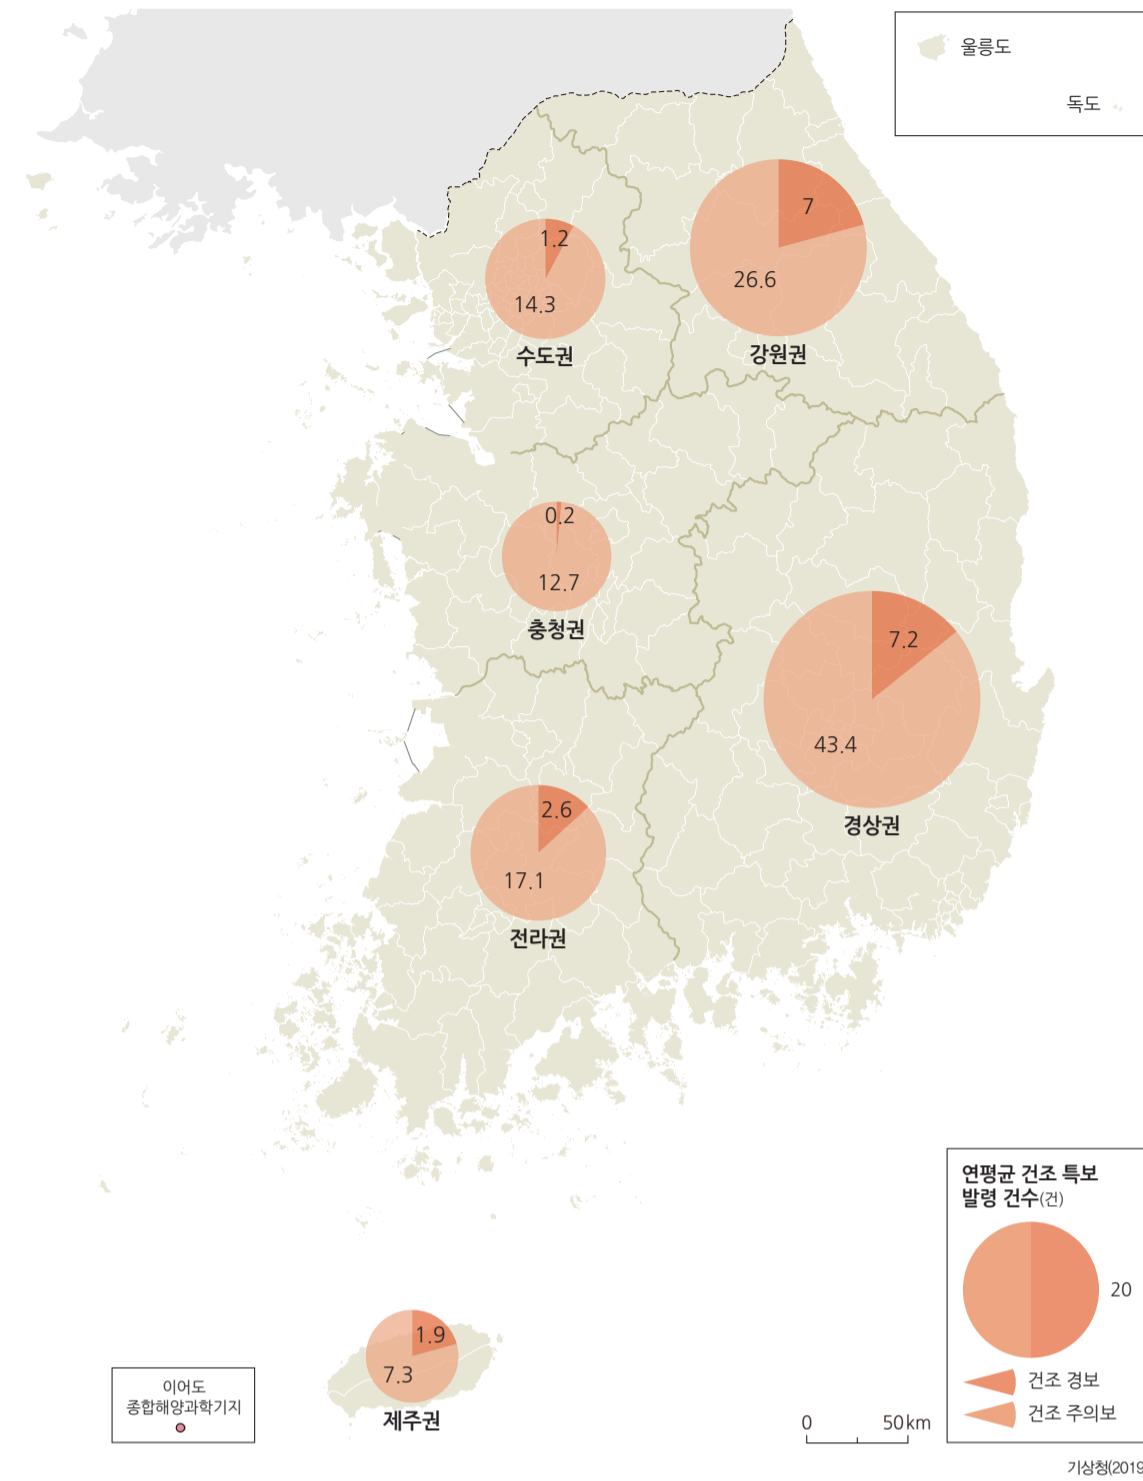 울릉도
독도
7
26.6
강원권
1.2
14.3
수도권
0.2
12.7
충청권
7.2
43.4
경상권
2.6
17.1
전라권
1.9
7.3
제주권
이어도
종합해양과학기지
0 50km
연평균 건조 특보
발령 건수(건)
20
건조 경보
건조 주의보
기상청(2019